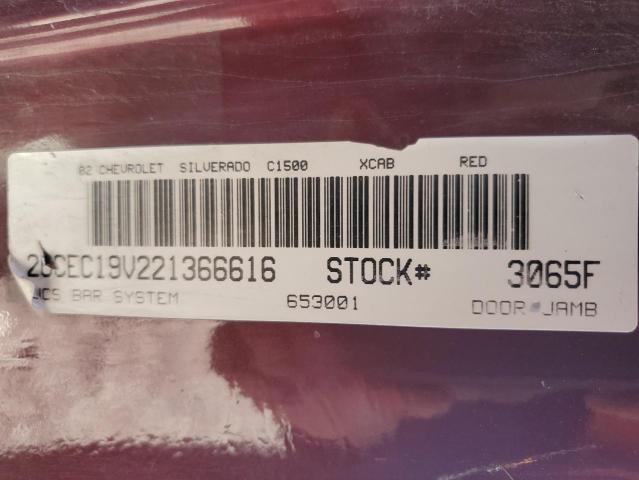 02 CHEVROLET SILVERADO C1500 XCAB RED
2GCEC19V221366616 STOCK# 3065F
BAR SYSTEM 653001 DOOR JAMB